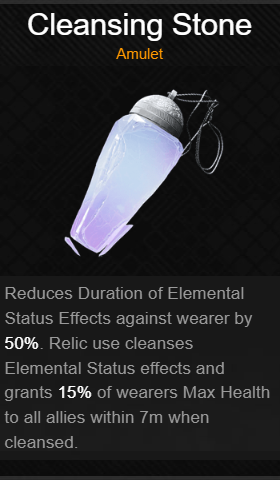 Cleansing Stone
Amulet
Reduces Duration of Elemental
Status Effects against wearer by
50%. Relic use cleanses
Elemental Status effects and
grants 15% of wearers Max Health
to all allies within 7m when
cleansed.